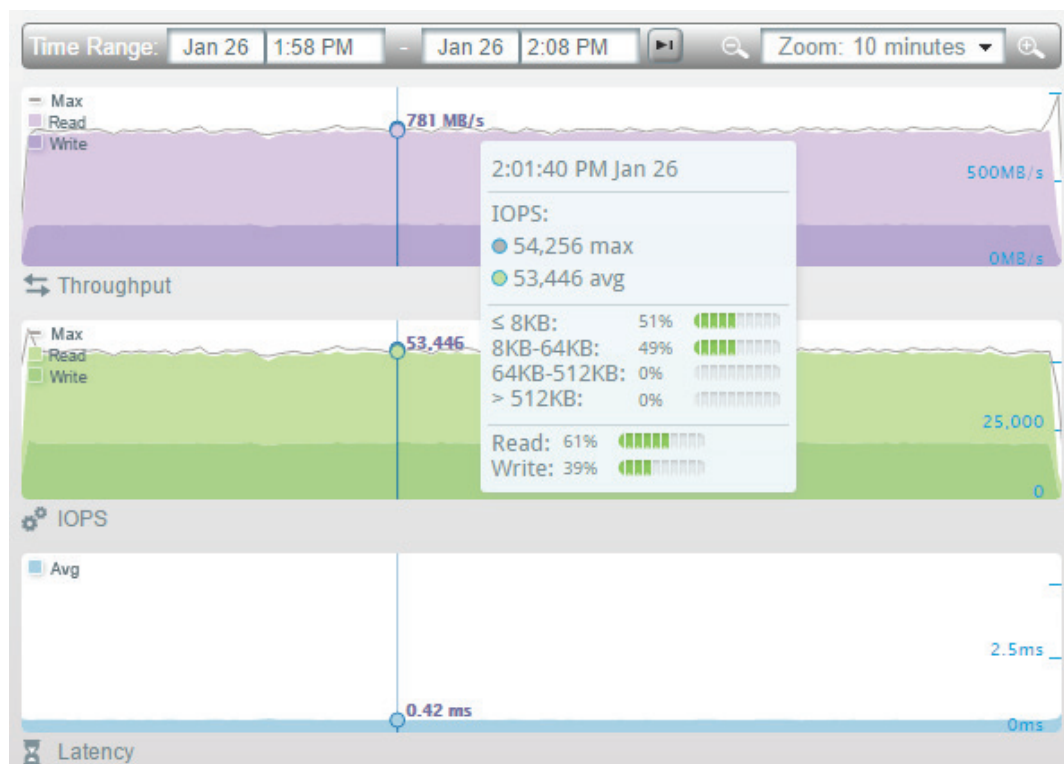 Time Range: Jan 26 1:58 PM - Jan 26 2:08 PM Zoom: 10 minutes
Max
Read
Write
781 MB/s
500MB/s
0MB/s
2:01:40 PM Jan 26
IOPS:
54,256 max
53,446 avg
≤ 8KB: 51%
8KB-64KB: 49%
64KB-512KB: 0%
> 512KB: 0%
Read: 61%
Write: 39%
Throughput
Max
Read
Write
53,446
25,000
0
IOPS
Avg
2.5ms
0.42 ms
0ms
Latency